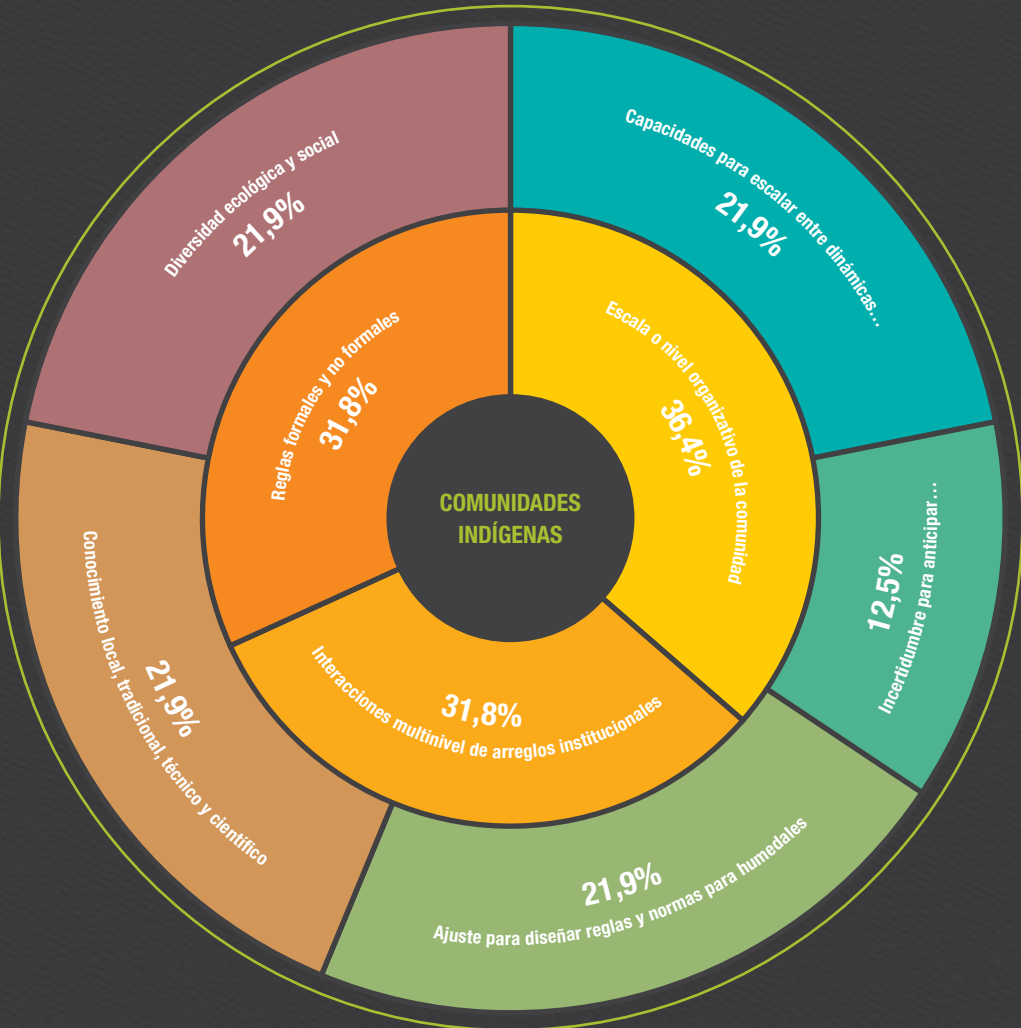 COMUNIDADES
INDÍGENAS
Escala o nivel organizativo de la comunidad
36,4%
Interacciones multinivel de arreglos institucionales
31,8%
Reglas formales y no formales
31,8%
Capacidades para escalar entre dinámicas...
21,9%
Incertidumbre para anticipar...
12,5%
Ajuste para diseñar reglas y normas para humedales
21,9%
Conocimiento local, tradicional, técnico y científico
21,9%
Diversidad ecológica y social
21,9%